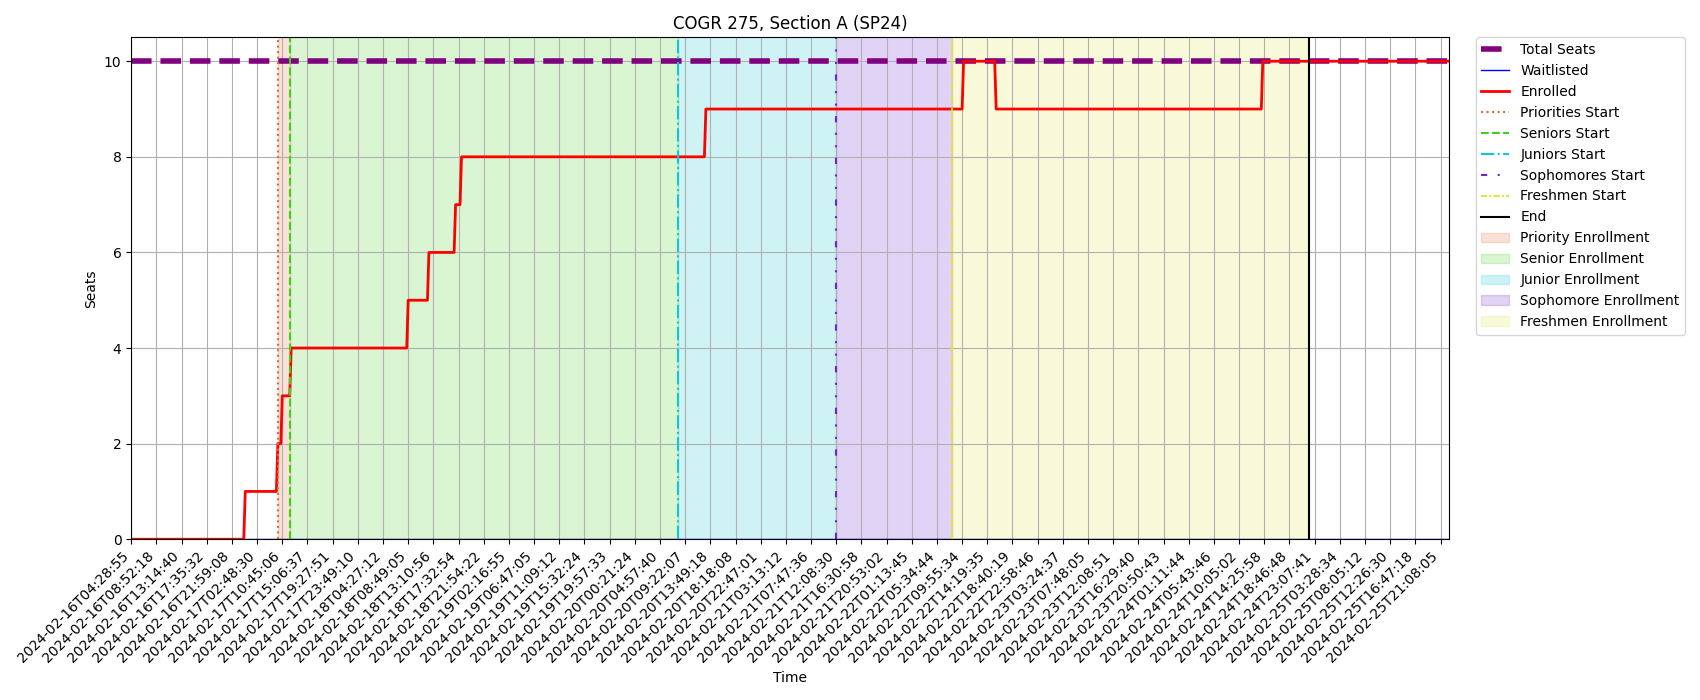 COGR 275, Section A (SP24)
Seats
10
8
6
4
2
0
2024-02-16T04:28:55
2024-02-16T08:52:18
2024-02-16T13:14:40
2024-02-16T17:35:32
2024-02-16T21:59:08
2024-02-17T02:48:30
2024-02-17T10:45:06
2024-02-17T15:06:37
2024-02-17T19:27:51
2024-02-17T23:49:10
2024-02-18T04:27:12
2024-02-18T08:49:05
2024-02-18T13:10:56
2024-02-18T17:32:54
2024-02-18T21:54:22
2024-02-19T02:16:55
2024-02-19T06:47:05
2024-02-19T11:09:12
2024-02-19T15:32:24
2024-02-19T19:57:33
2024-02-20T00:21:24
2024-02-20T04:57:40
2024-02-20T09:22:07
2024-02-20T13:49:18
2024-02-20T18:18:08
2024-02-20T22:47:01
2024-02-21T03:13:12
2024-02-21T07:47:36
2024-02-21T12:08:30
2024-02-21T16:30:58
2024-02-21T20:53:02
2024-02-22T01:13:45
2024-02-22T05:34:44
2024-02-22T09:55:34
2024-02-22T14:19:35
2024-02-22T18:40:19
2024-02-22T22:58:46
2024-02-23T03:24:37
2024-02-23T07:48:05
2024-02-23T12:08:51
2024-02-23T16:29:40
2024-02-23T20:50:43
2024-02-24T01:11:44
2024-02-24T05:43:46
2024-02-24T10:05:02
2024-02-24T14:25:58
2024-02-24T18:46:48
2024-02-24T23:07:41
2024-02-25T03:28:34
2024-02-25T08:05:12
2024-02-25T12:26:30
2024-02-25T16:47:18
2024-02-25T21:08:05
Time
Total Seats
Waitlisted
Enrolled
Priorities Start
Seniors Start
Juniors Start
Sophomores Start
Freshmen Start
End
Priority Enrollment
Senior Enrollment
Junior Enrollment
Sophomore Enrollment
Freshmen Enrollment